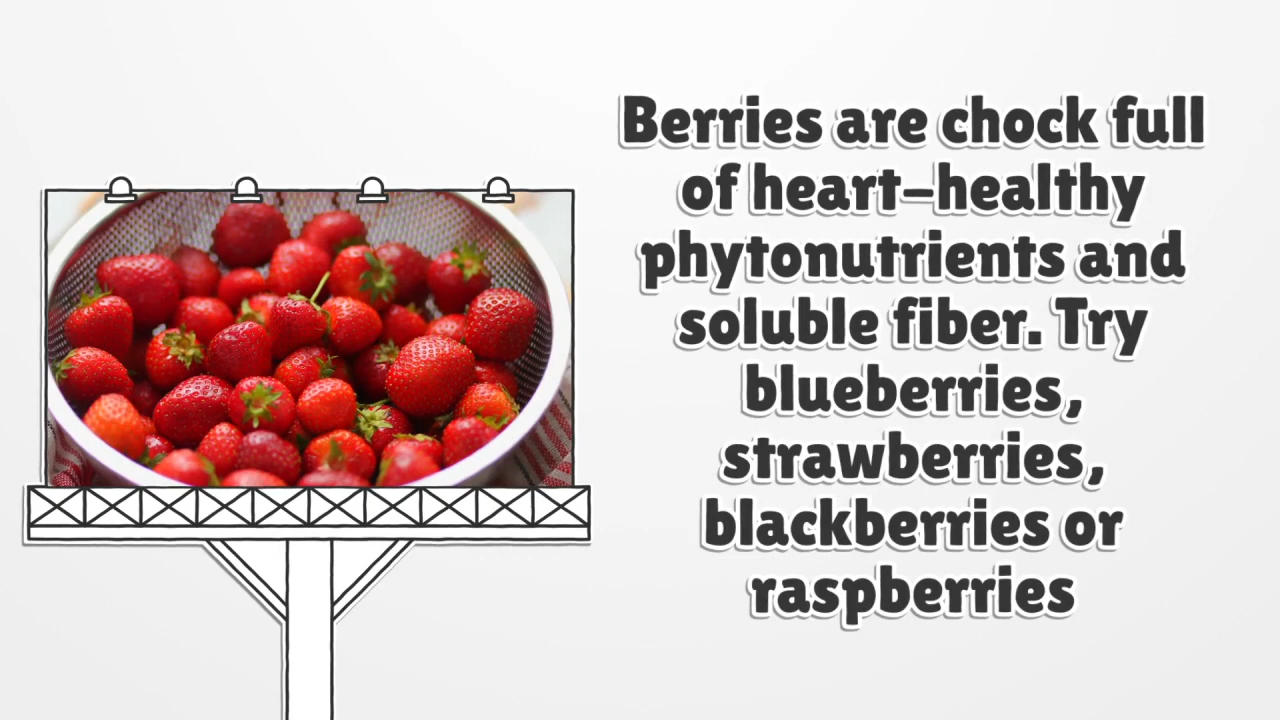 Berries are chock full
of heart-healthy
phytonutrients and
soluble fiber. Try
blueberries,
strawberries,
blackberries or
raspberries